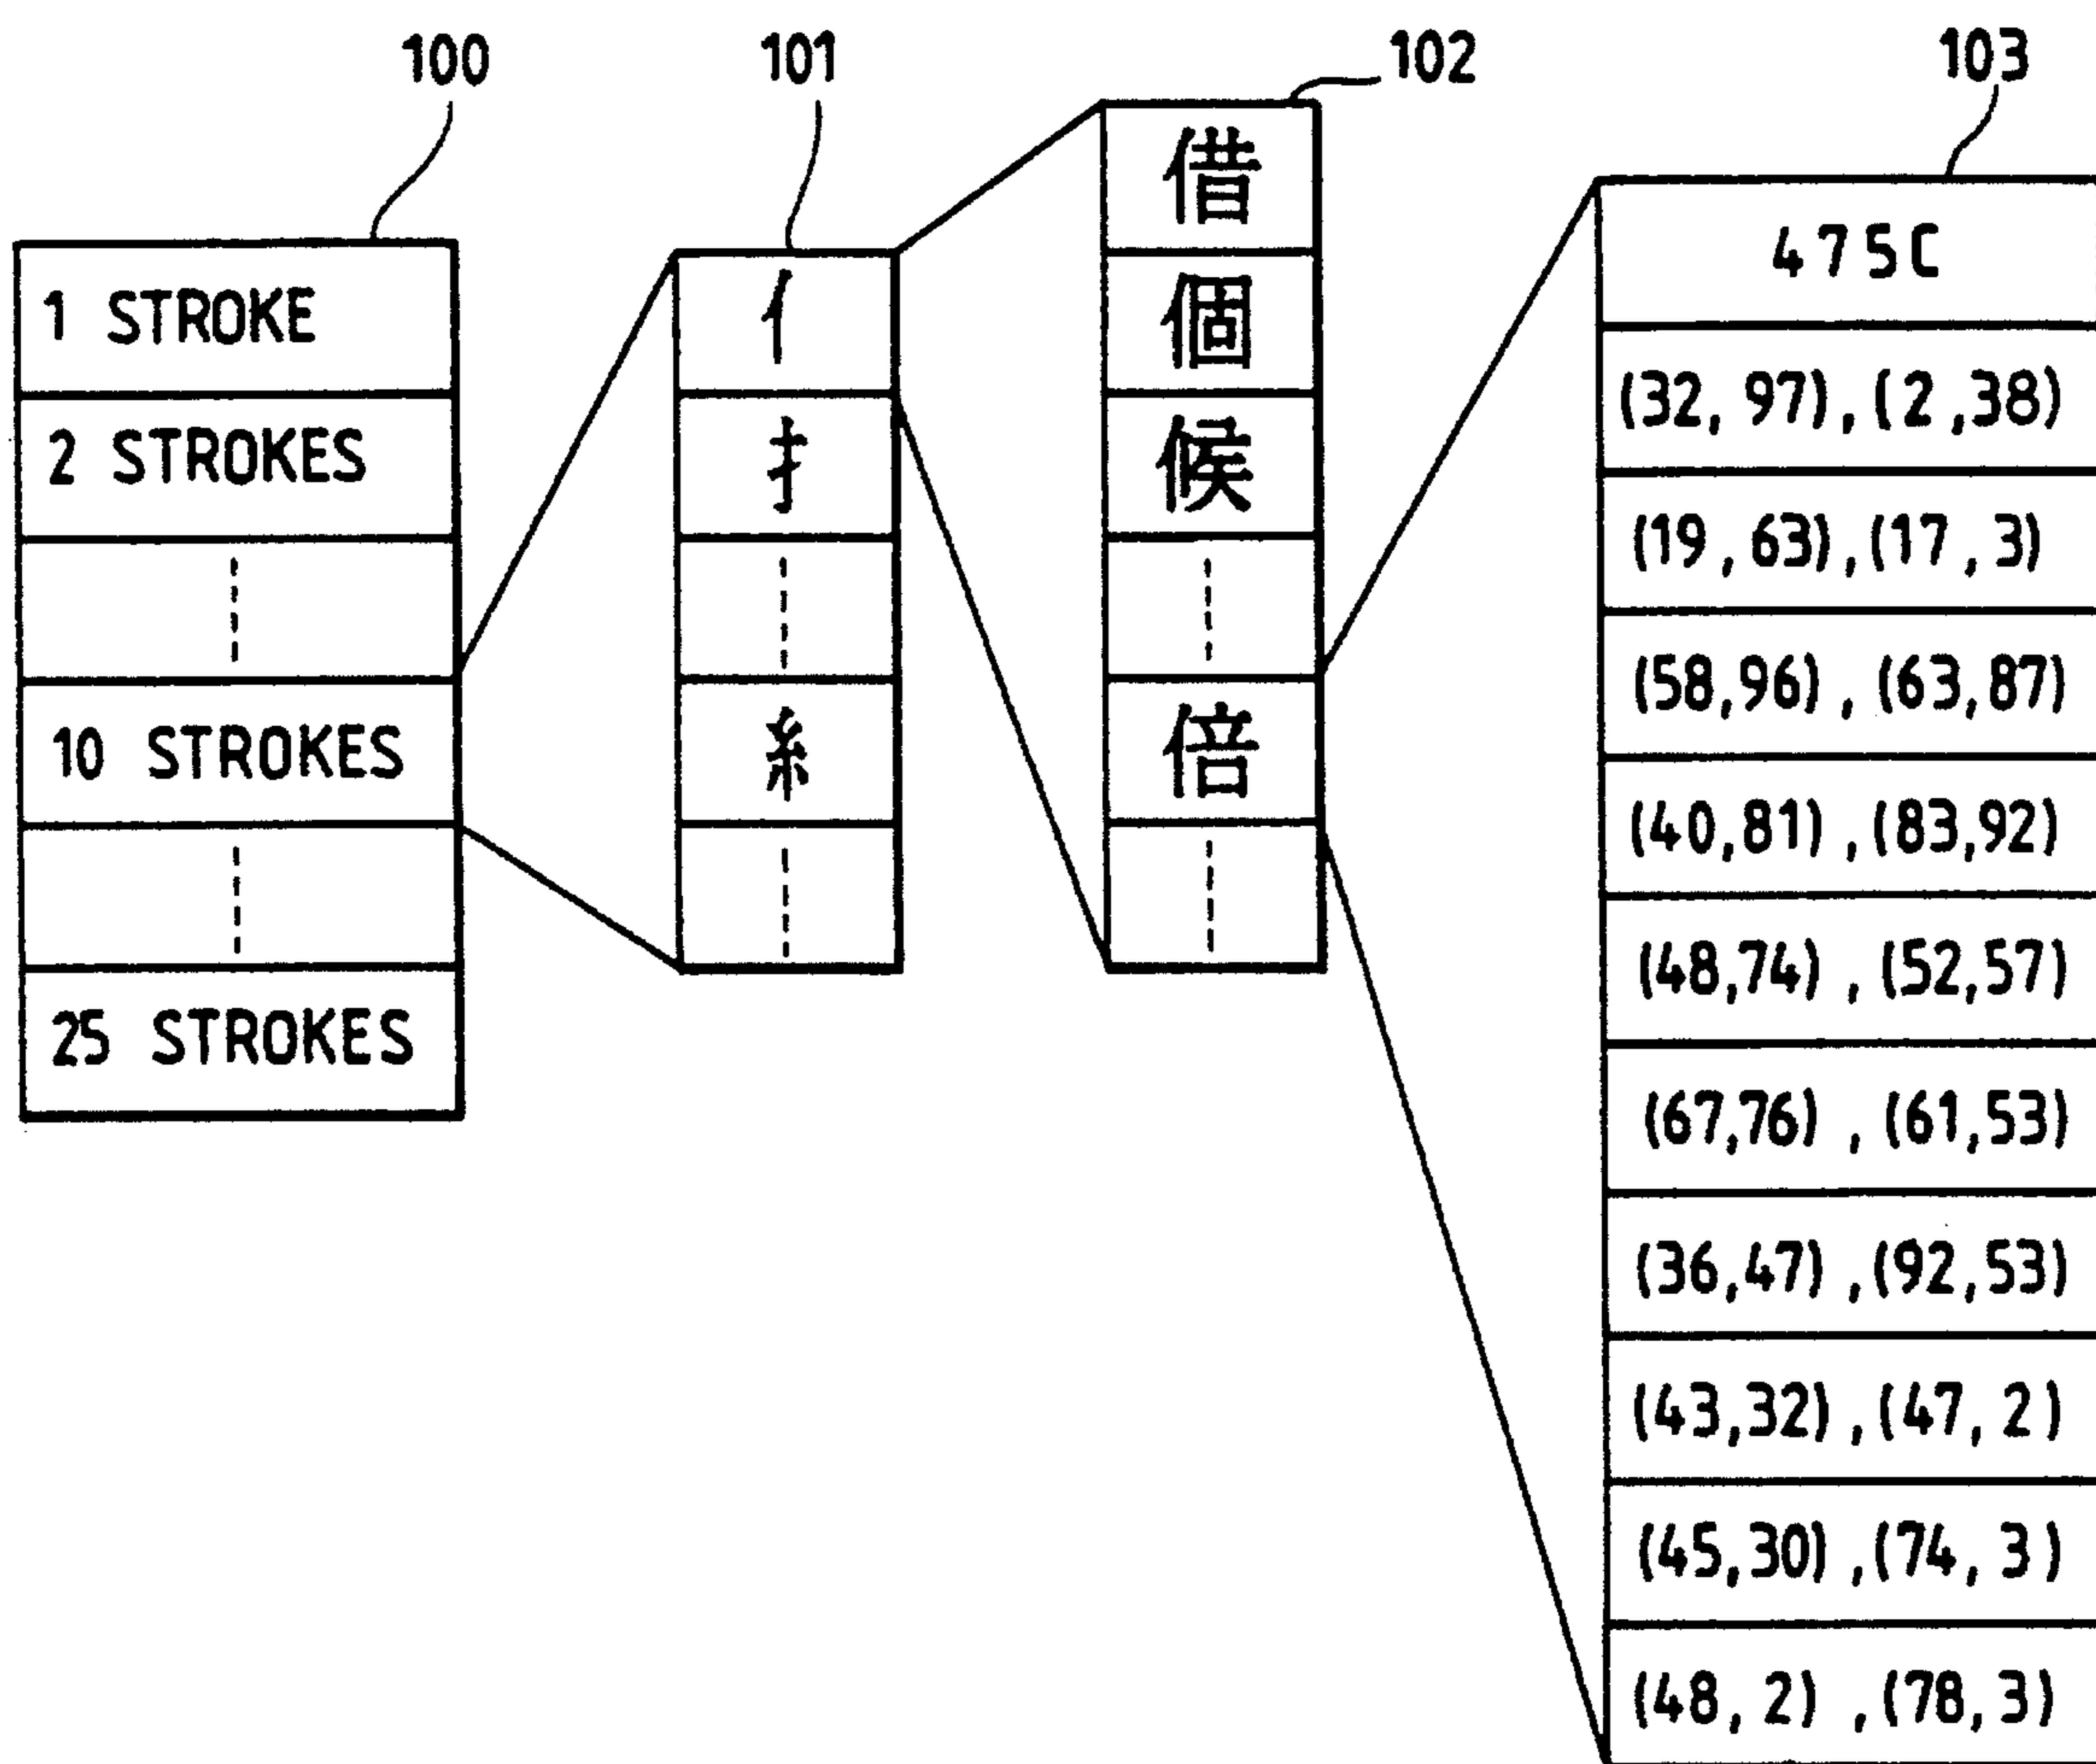 100
101
102
103
1 STROKE
2 STROKES
10 STROKES
25 STROKES
亻
扌
糹
借
個
候
倍
475C
(32, 97), (2 ,38)
(19 , 63) , (17 , 3)
(58,96) , (63,87)
(40,81) , (83,92)
(48,74) , (52,57)
(67,76) , (61,53)
(36,47) , (92,53)
(43,32) , (47, 2)
(45,30) , (74, 3)
(48, 2) , (78, 3)